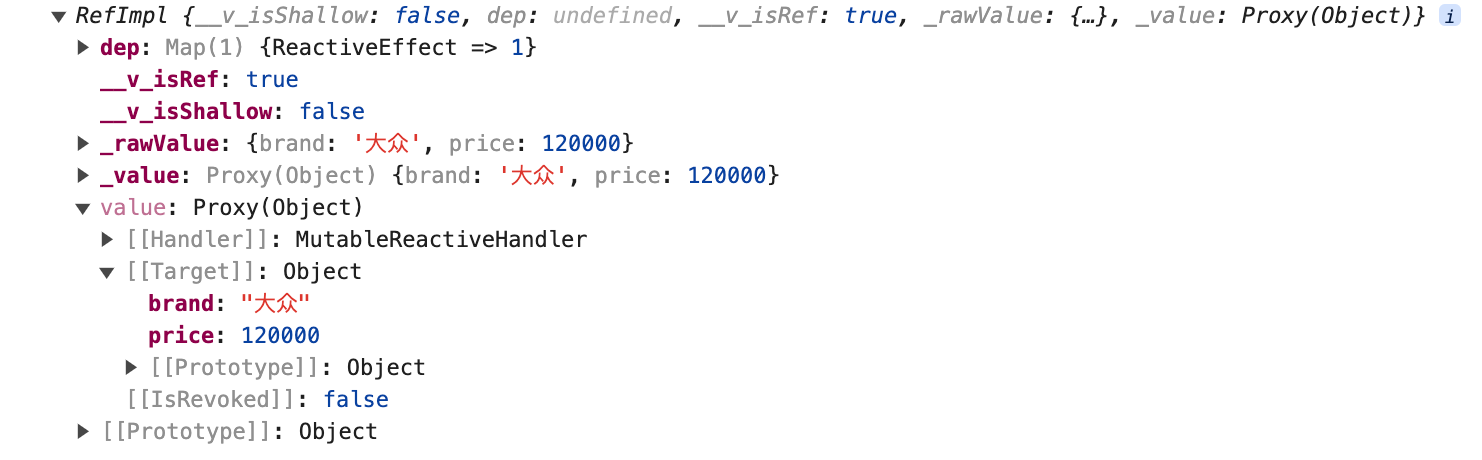 RefImpl {__v_isShallow: false, dep: undefined, __v_isRef: true, _rawValue: {…}, _value: Proxy(Object)} i
dep: Map(1) {ReactiveEffect => 1}
__v_isRef: true
__v_isShallow: false
_rawValue: {brand: '大众', price: 120000}
_value: Proxy(Object) {brand: '大众', price: 120000}
value: Proxy(Object)
[[Handler]]: MutableReactiveHandler
[[Target]]: Object
brand: "大众"
price: 120000
[[Prototype]]: Object
[[IsRevoked]]: false
[[Prototype]]: Object